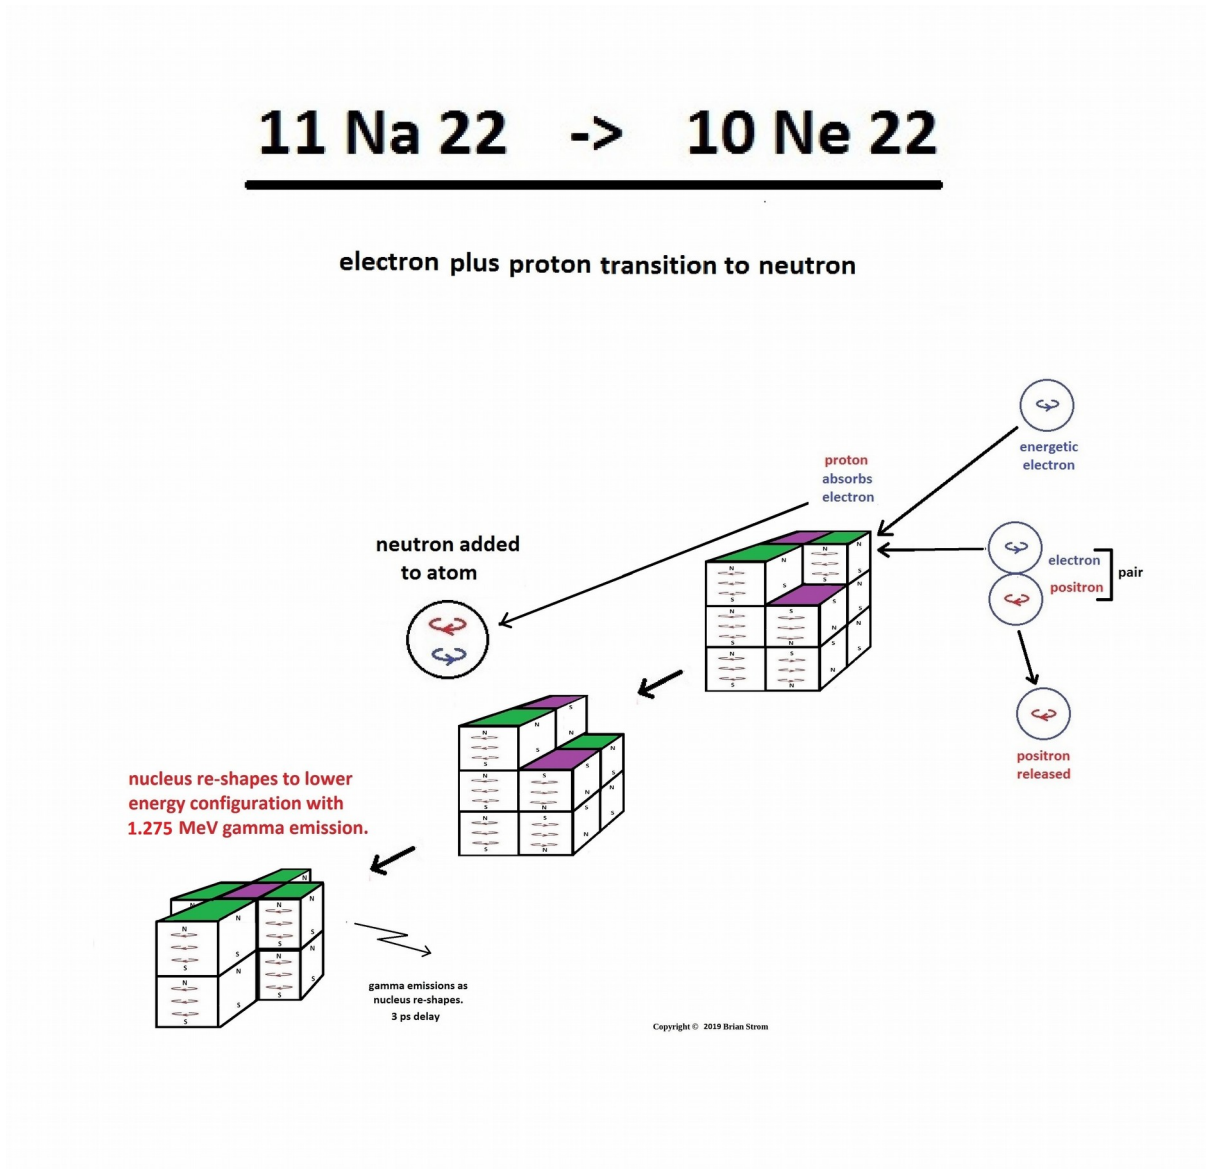 11 Na 22 -> 10 Ne 22
electron plus proton transition to neutron
energetic
electron
proton
absorbs
electron
neutron added
to atom
electron
positron
pair
positron
released
nucleus re-shapes to lower
energy configuration with
1.275 MeV gamma emission.
gamma emissions as
nucleus re-shapes.
3 ps delay
Copyright © 2019 Brian Strom